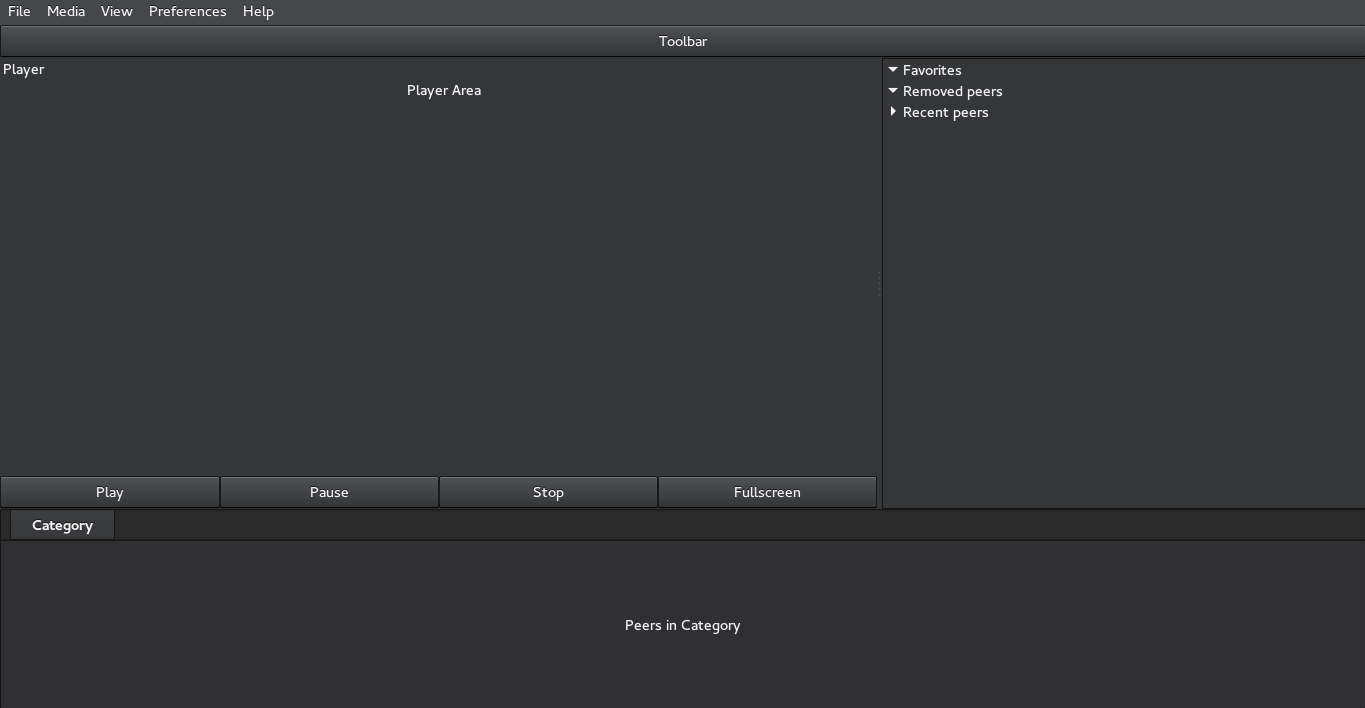 File Media View Preferences Help
Toolbar
Player
Player Area
Favorites
Removed peers
Recent peers
Play Pause Stop Fullscreen
Category
Peers in Category